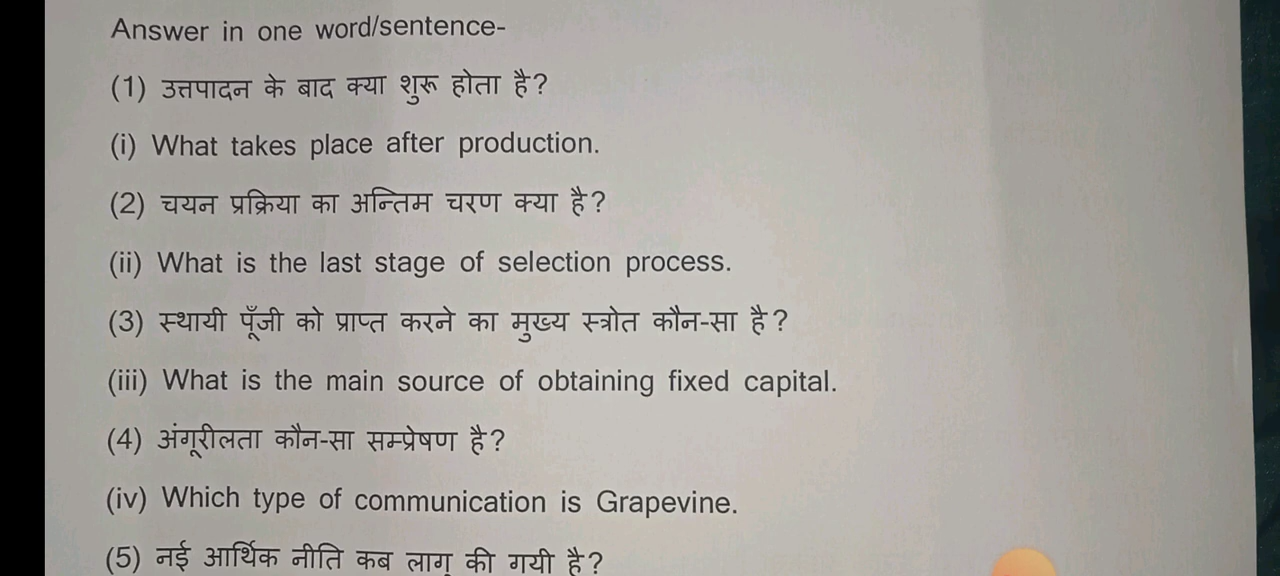 Answer in one word/sentence-
(1) उत्तपादन के बाद क्या शुरू होता है?
(i) What takes place after production.
(2) चयन प्रक्रिया का अन्तिम चरण क्या है?
(ii) What is the last stage of selection process.
(3) स्थायी पूँजी को प्राप्त करने का मुख्य स्त्रोत कौन-सा है?
(iii) What is the main source of obtaining fixed capital.
(4) अंगूरीलता कौन-सा सम्प्रेषण है?
(iv) Which type of communication is Grapevine.
(5) नई आर्थिक नीति कब लागू की गयी है?